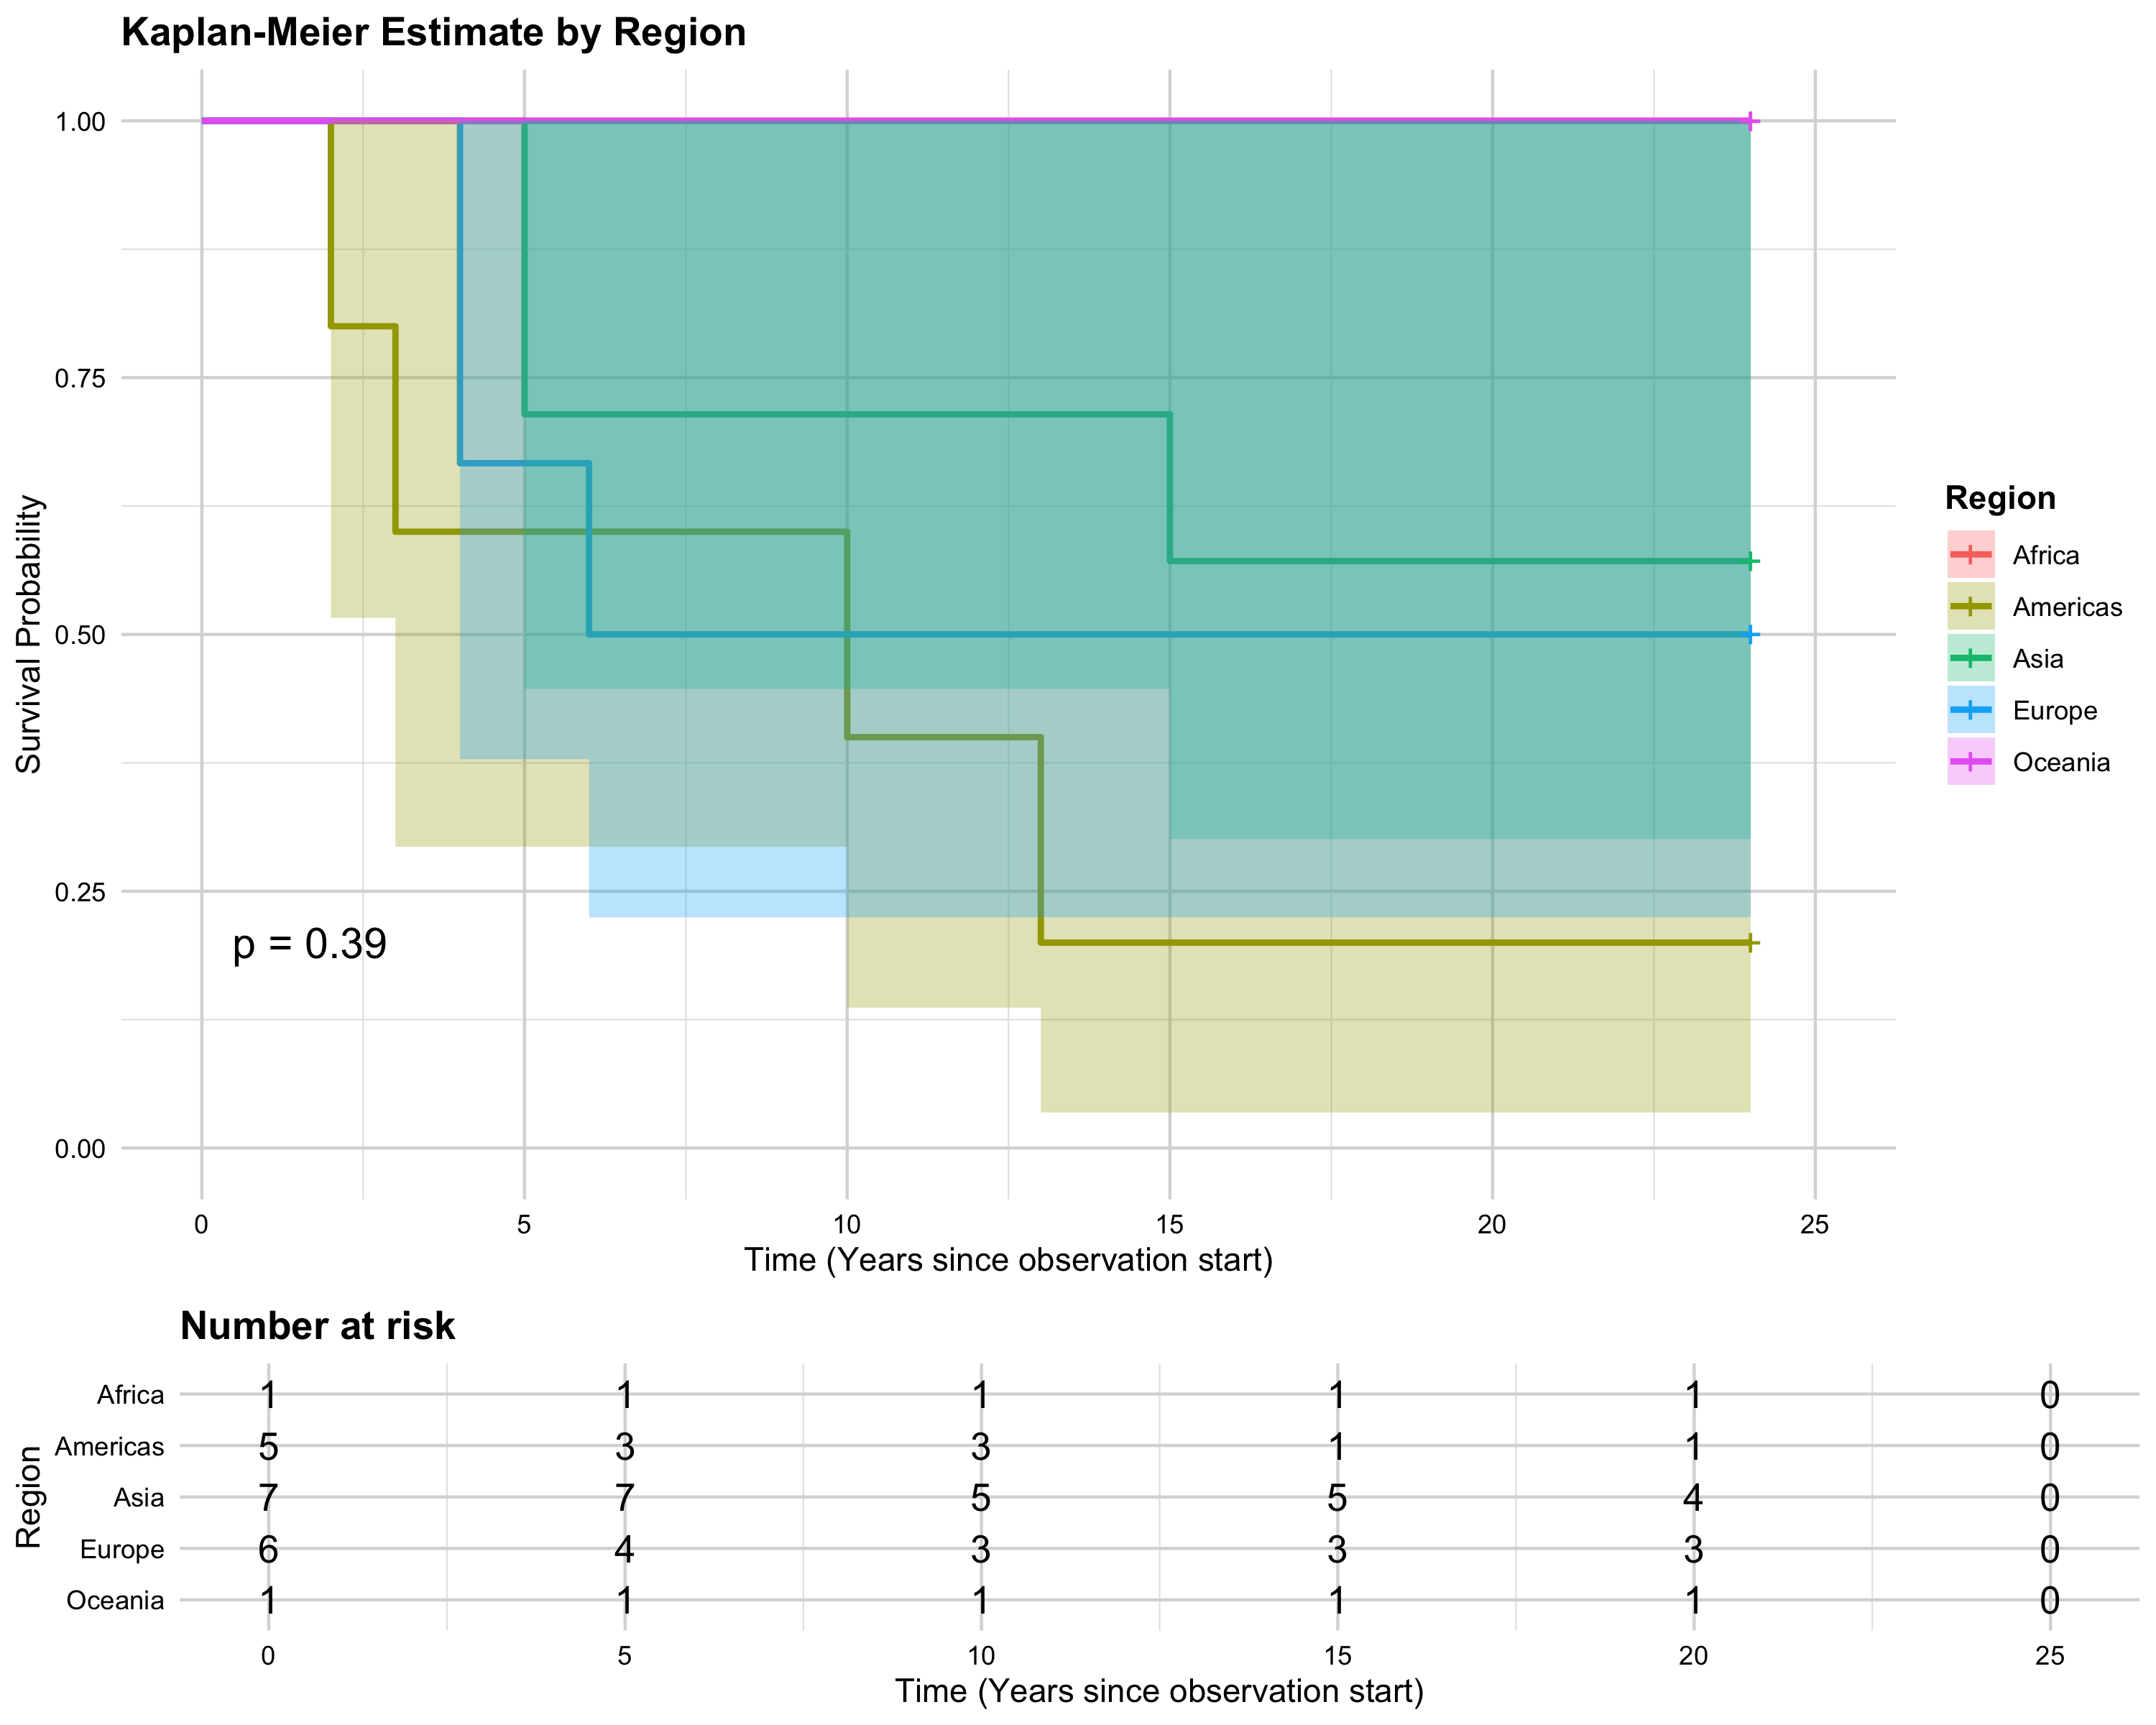 Kaplan-Meier Estimate by Region
1.00
0.75
0.50
0.25
0.00
Survival Probability
p = 0.39
0 5 10 15 20 25
Time (Years since observation start)
Region
Africa
Americas
Asia
Europe
Oceania
Number at risk
Region
Africa 1 1 1 1 1 0
Americas 5 3 3 1 1 0
Asia 7 7 5 5 4 0
Europe 6 4 3 3 3 0
Oceania 1 1 1 1 1 0
0 5 10 15 20 25
Time (Years since observation start)